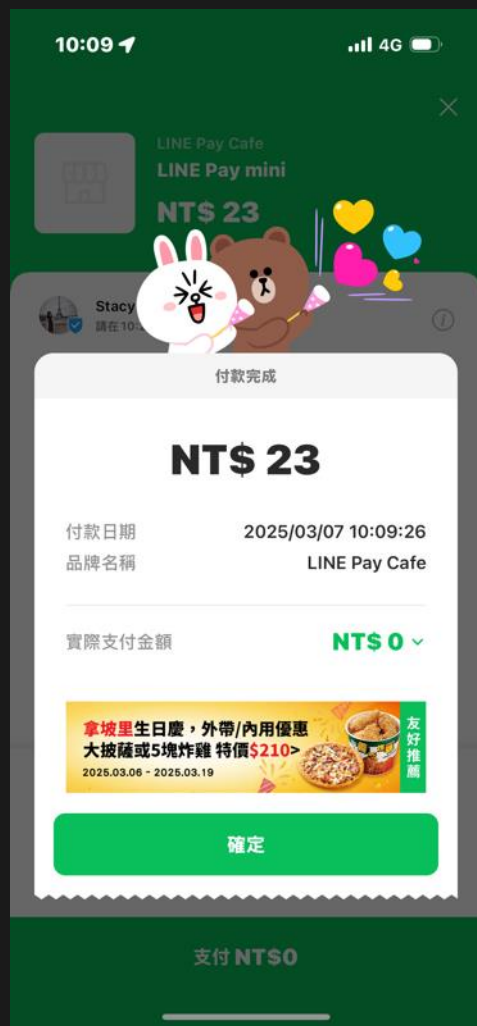 10:09
4G
LINE Pay Cafe
LINE Pay mini
NT$ 23
Stacy
請在10:
付款完成
NT$ 23
付款日期 2025/03/07 10:09:26
品牌名稱 LINE Pay Cafe
實際支付金額 NT$ 0
拿坡里生日慶，外帶/內用優惠
大披薩或5塊炸雞 特價$210>
2025.03.06 - 2025.03.19
友好推薦
確定
支付 NT$0